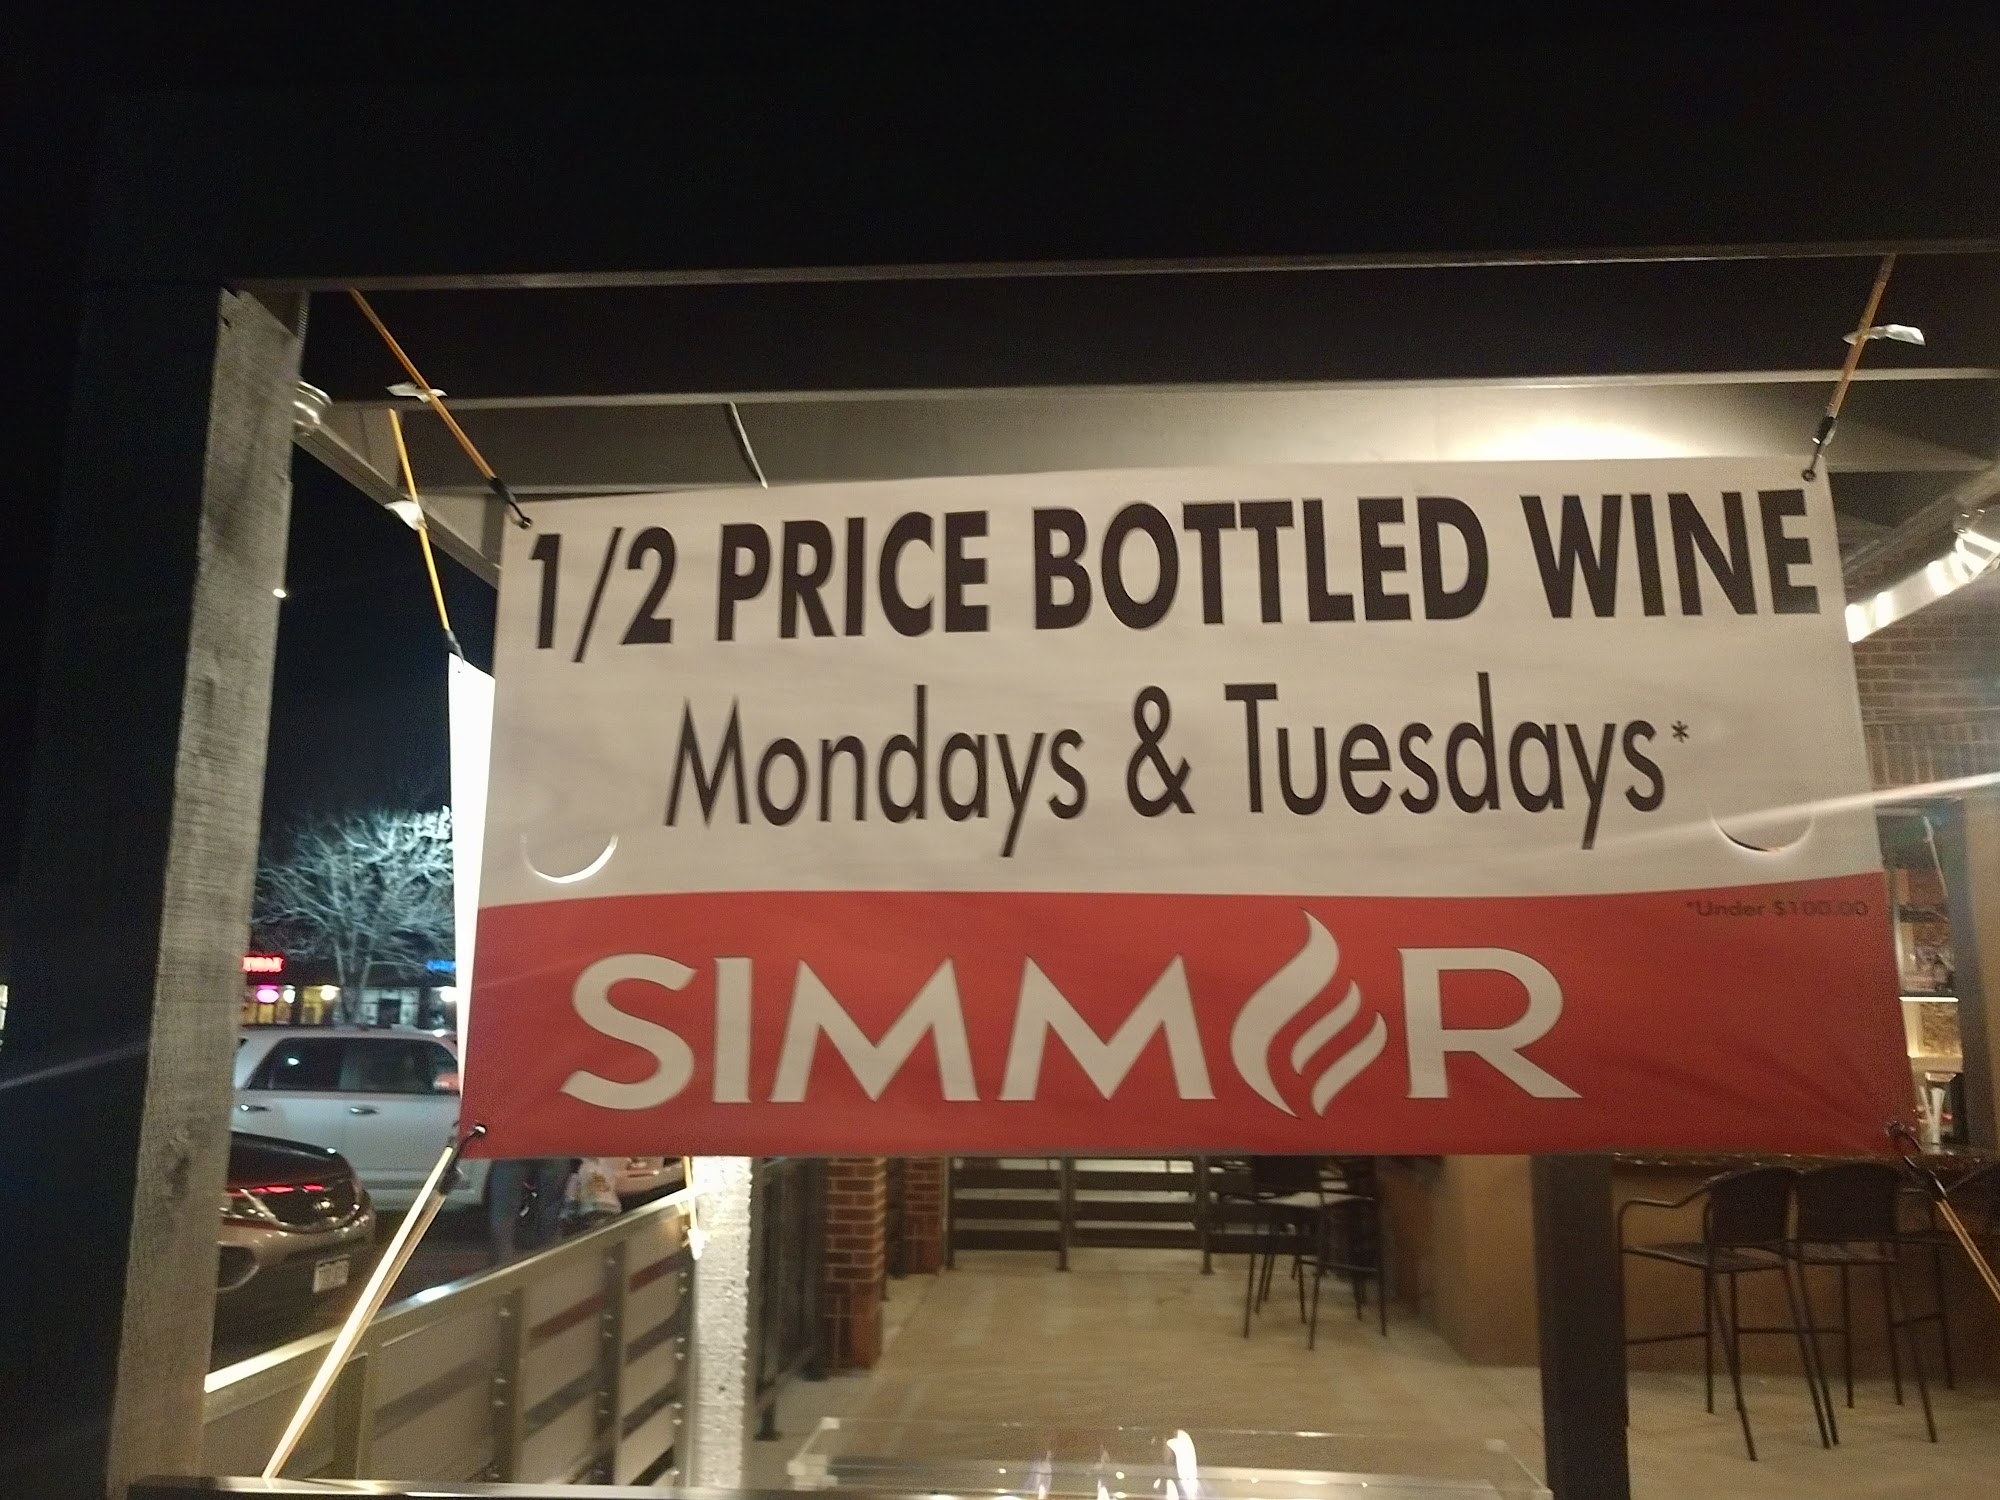 1/2 PRICE BOTTLED WINE
Mondays & Tuesdays*
*Under $100.00
SIMMER